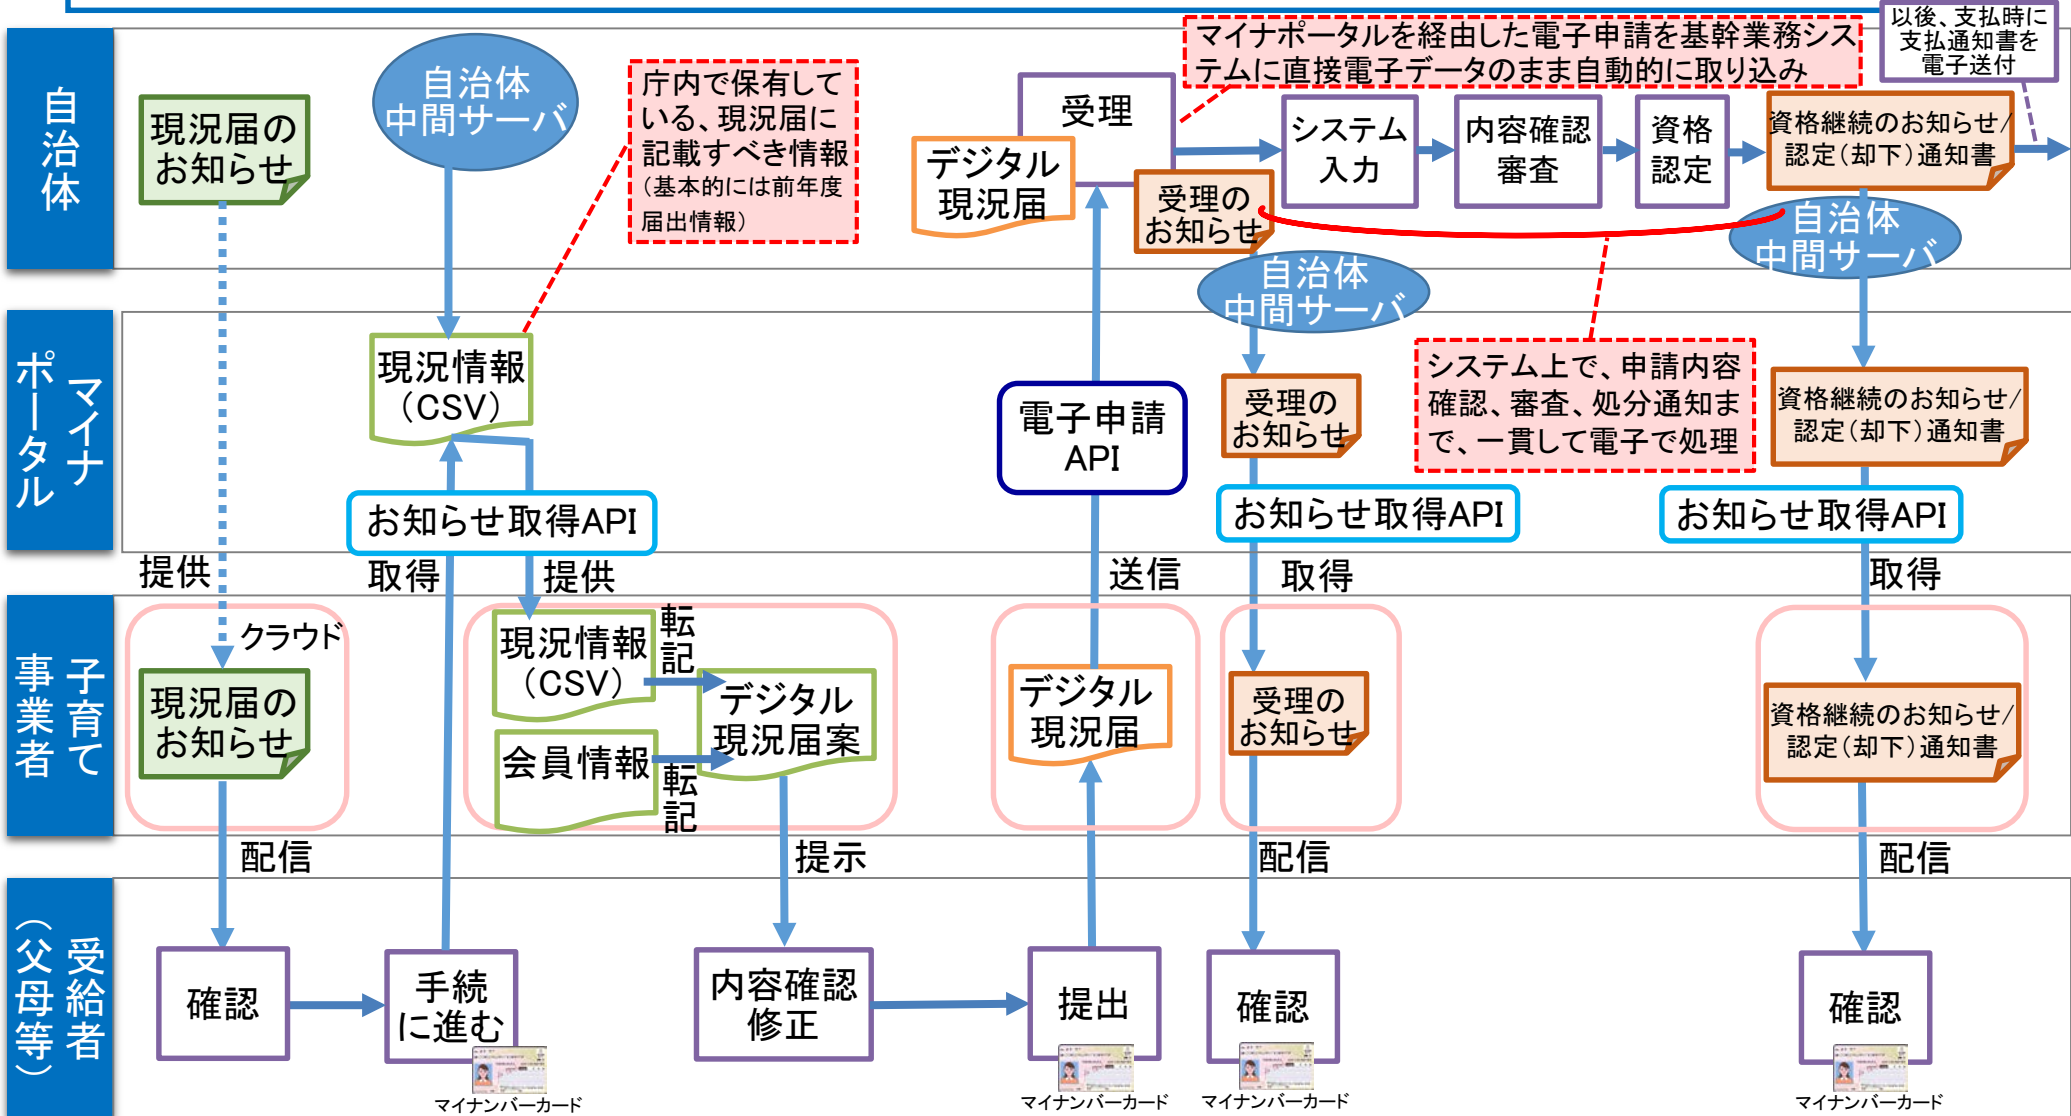 以後、支払時に
支払通知書を
電子送付
マイナポータルを経由した電子申請を基幹業務シス
テムに直接電子データのまま自動的に取り込み
自治体
現況届の
お知らせ
自治体
中間サーバ
庁内で保有して
いる、現況届に
記載すべき情報
(基本的には前年度
届出情報)
受理
デジタル
現況届
受理の
お知らせ
システム
入力
内容確認
審査
資格
認定
資格継続のお知らせ/
認定(却下)通知書
自治体
中間サーバ
自治体
中間サーバ
マイナ
ポータル
現況情報
(CSV)
お知らせ取得API
電子申請
API
受理の
お知らせ
お知らせ取得API
システム上で、申請内容
確認、審査、処分通知ま
で、一貫して電子で処理
資格継続のお知らせ/
認定(却下)通知書
お知らせ取得API
提供
取得
提供
送信
取得
取得
子育て
事業者
クラウド
現況届の
お知らせ
現況情報
(CSV)
転記
会員情報
転記
デジタル
現況届案
デジタル
現況届
受理の
お知らせ
資格継続のお知らせ/
認定(却下)通知書
配信
提示
配信
配信
受給者
(父母等)
確認
手続
に進む
マイナンバーカード
内容確認
修正
提出
マイナンバーカード
確認
マイナンバーカード
確認
マイナンバーカード